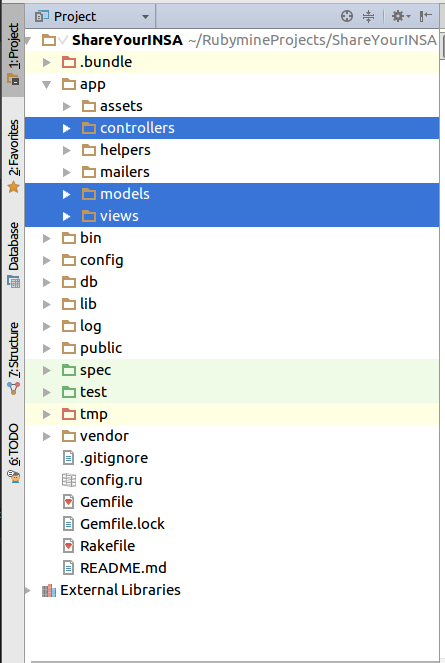 Project
ShareYourINSA ~/RubymineProjects/ShareYourINSA
.bundle
app
assets
controllers
helpers
mailers
models
views
bin
config
db
lib
log
public
spec
test
tmp
vendor
.gitignore
config.ru
Gemfile
Gemfile.lock
Rakefile
README.md
External Libraries
1: Project
2: Favorites
Database
7: Structure
6: TODO